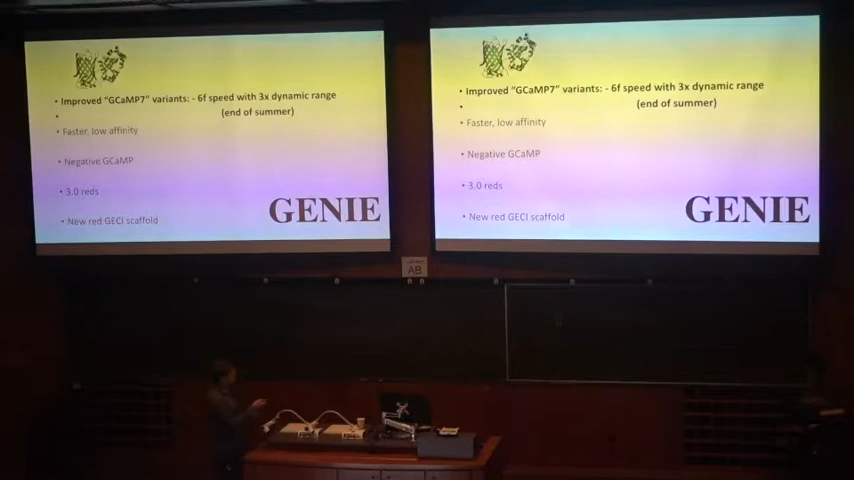 • Improved "GCaMP7" variants: - 6f speed with 3x dynamic range
(end of summer)
•
• Faster, low affinity
• Negative GCaMP
• 3.0 reds
• New red GECI scaffold
GENIE
• Improved "GCaMP7" variants: - 6f speed with 3x dynamic range
(end of summer)
•
• Faster, low affinity
• Negative GCaMP
• 3.0 reds
• New red GECI scaffold
GENIE
AB